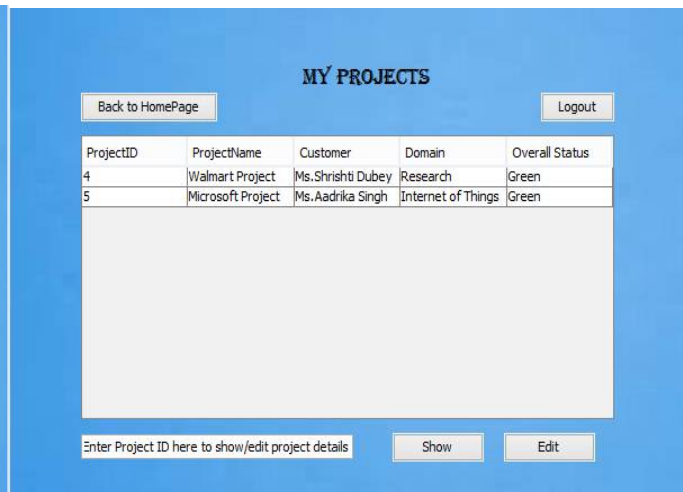 MY PROJECTS
Back to HomePage Logout
ProjectID ProjectName Customer Domain Overall Status
4 Walmart Project Ms.Shrishti Dubey Research Green
5 Microsoft Project Ms.Aadrika Singh Internet of Things Green
Enter Project ID here to show/edit project details Show Edit